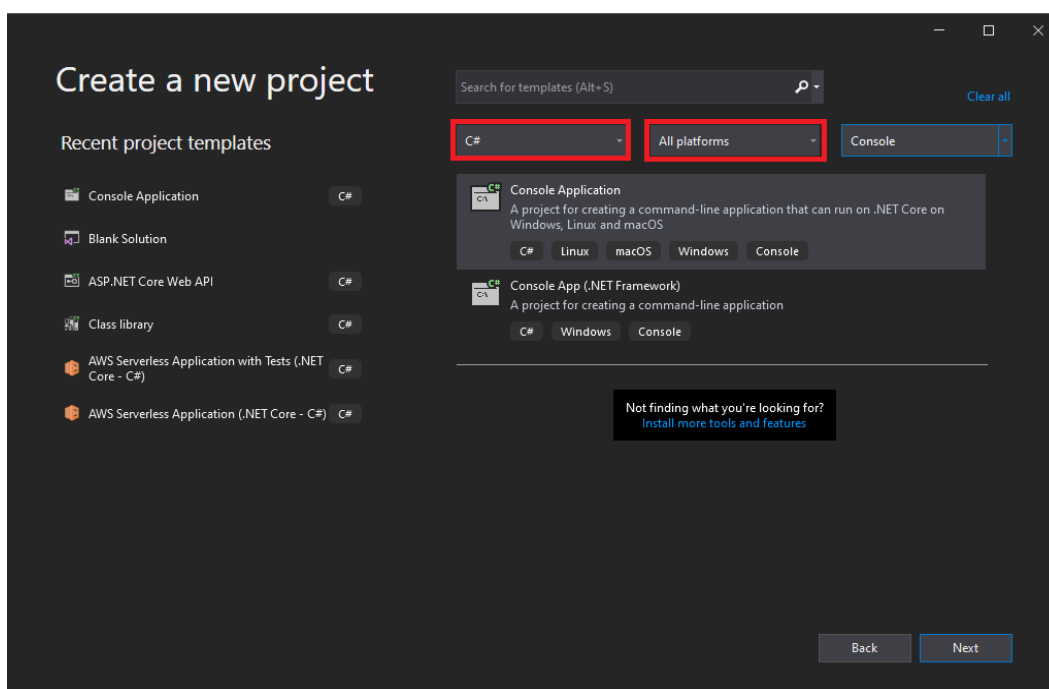 Create a new project
Search for templates (Alt+S)
Clear all
Recent project templates
C#
All platforms
Console
Console Application
C#
Blank Solution
ASP.NET Core Web API
C#
Class library
C#
AWS Serverless Application with Tests (.NET
Core - C#)
C#
AWS Serverless Application (.NET Core - C#)
C#
C#
C:\
Console Application
A project for creating a command-line application that can run on .NET Core on
Windows, Linux and macOS
C#
Linux
macOS
Windows
Console
C#
C:\
Console App (.NET Framework)
A project for creating a command-line application
C#
Windows
Console
Not finding what you're looking for?
Install more tools and features
Back
Next